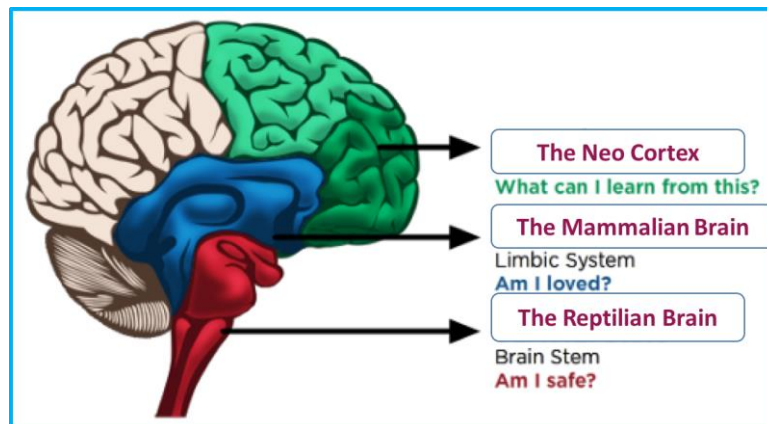 The Neo Cortex
What can I learn from this?
The Mammalian Brain
Limbic System
Am I loved?
The Reptilian Brain
Brain Stem
Am I safe?